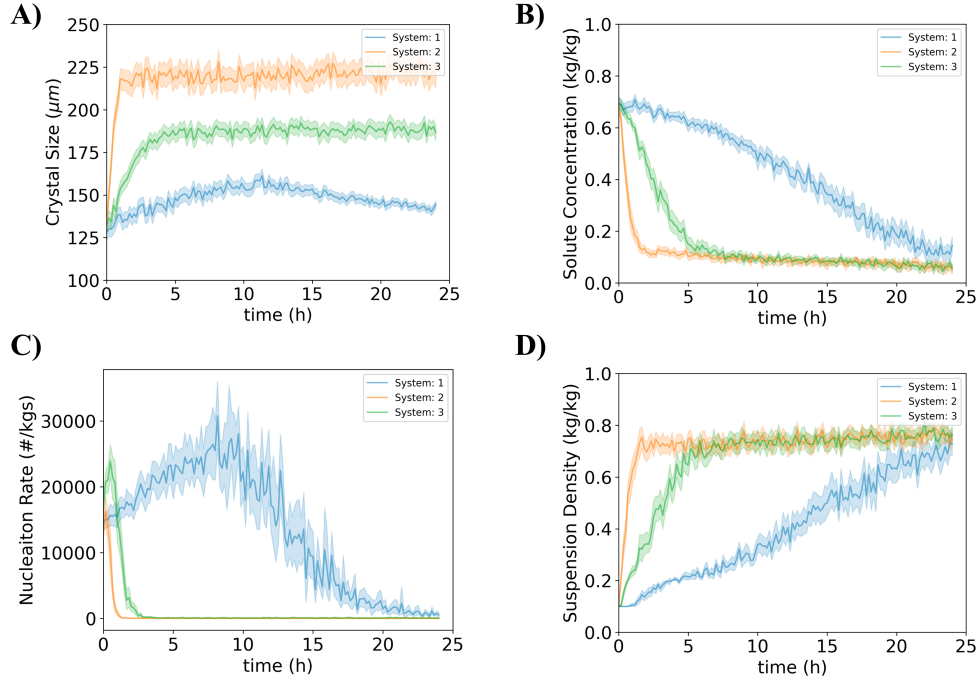 A)
250
225
200
175
150
125
100
Crystal Size (μm)
0 5 10 15 20 25
time (h)
System: 1
System: 2
System: 3
B)
1.0
0.8
0.6
0.4
0.2
0.0
Solute Concentration (kg/kg)
0 5 10 15 20 25
time (h)
System: 1
System: 2
System: 3
C)
30000
20000
10000
0
Nucleaiton Rate (#/kgs)
0 5 10 15 20 25
time (h)
System: 1
System: 2
System: 3
D)
1.0
0.8
0.6
0.4
0.2
0.0
Suspension Density (kg/kg)
0 5 10 15 20 25
time (h)
System: 1
System: 2
System: 3